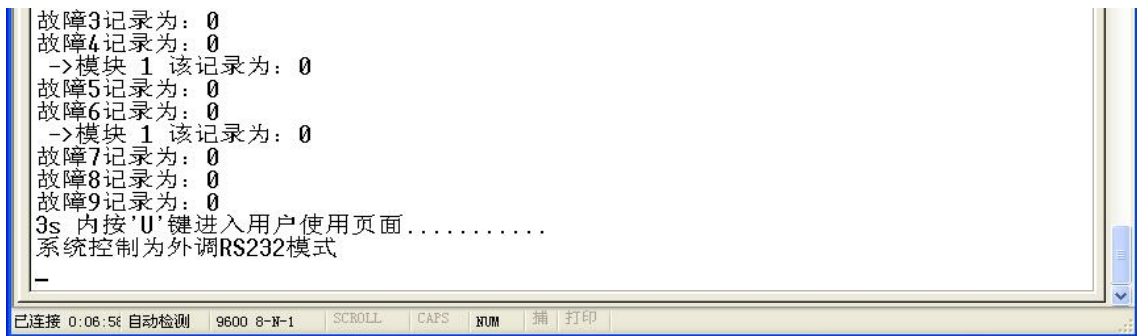 故障3记录为: 0
故障4记录为: 0
->模块 1 该记录为: 0
故障5记录为: 0
故障6记录为: 0
->模块 1 该记录为: 0
故障7记录为: 0
故障8记录为: 0
故障9记录为: 0
3s 内按'U'键进入用户使用页面...........
系统控制为外调RS232模式
_
已连接 0:06:58 自动检测 9600 8-N-1 SCROLL CAPS NUM 捕 打印